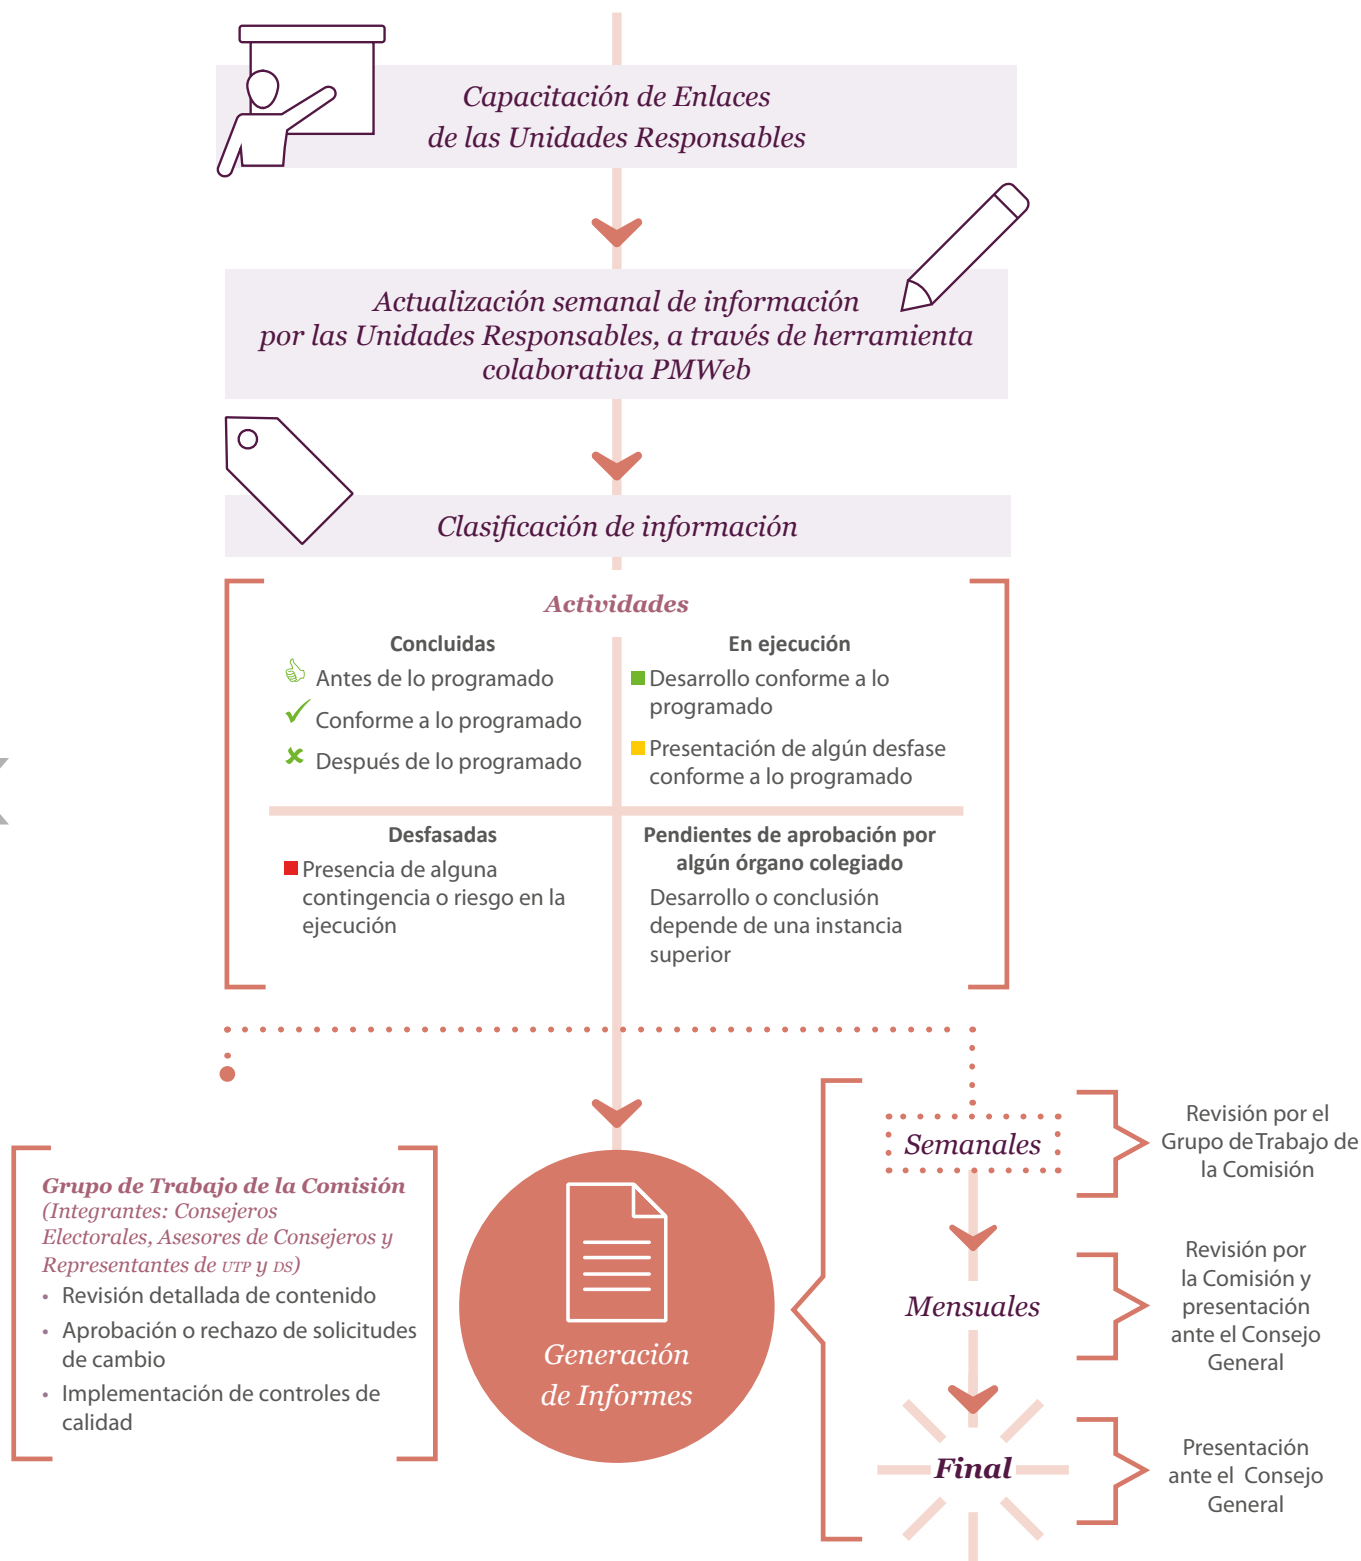 Capacitación de Enlaces
de las Unidades Responsables
Actualización semanal de información
por las Unidades Responsables, a través de herramienta
colaborativa PMWeb
Clasificación de información
Actividades
Concluidas
Antes de lo programado
Conforme a lo programado
Después de lo programado
En ejecución
Desarrollo conforme a lo
programado
Presentación de algún desfase
conforme a lo programado
Desfasadas
Presencia de alguna
contingencia o riesgo en la
ejecución
Pendientes de aprobación por
algún órgano colegiado
Desarrollo o conclusión
depende de una instancia
superior
Grupo de Trabajo de la Comisión
(Integrantes: Consejeros
Electorales, Asesores de Consejeros y
Representantes de UTP y DS)
• Revisión detallada de contenido
• Aprobación o rechazo de solicitudes
de cambio
• Implementación de controles de
calidad
Generación
de Informes
Semanales
Revisión por el
Grupo de Trabajo de
la Comisión
Mensuales
Revisión por
la Comisión y
presentación
ante el Consejo
General
Final
Presentación
ante el Consejo
General